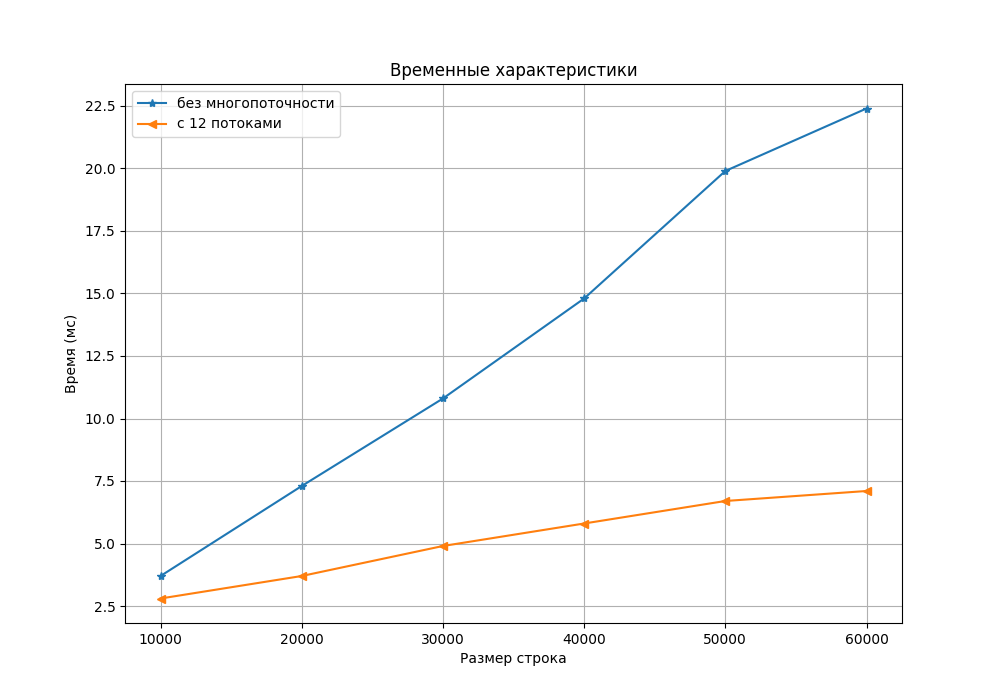 Временные характеристики
без многопоточности
с 12 потоками
Время (мс)
22.5
20.0
17.5
15.0
12.5
10.0
7.5
5.0
2.5
10000 20000 30000 40000 50000 60000
Размер строка